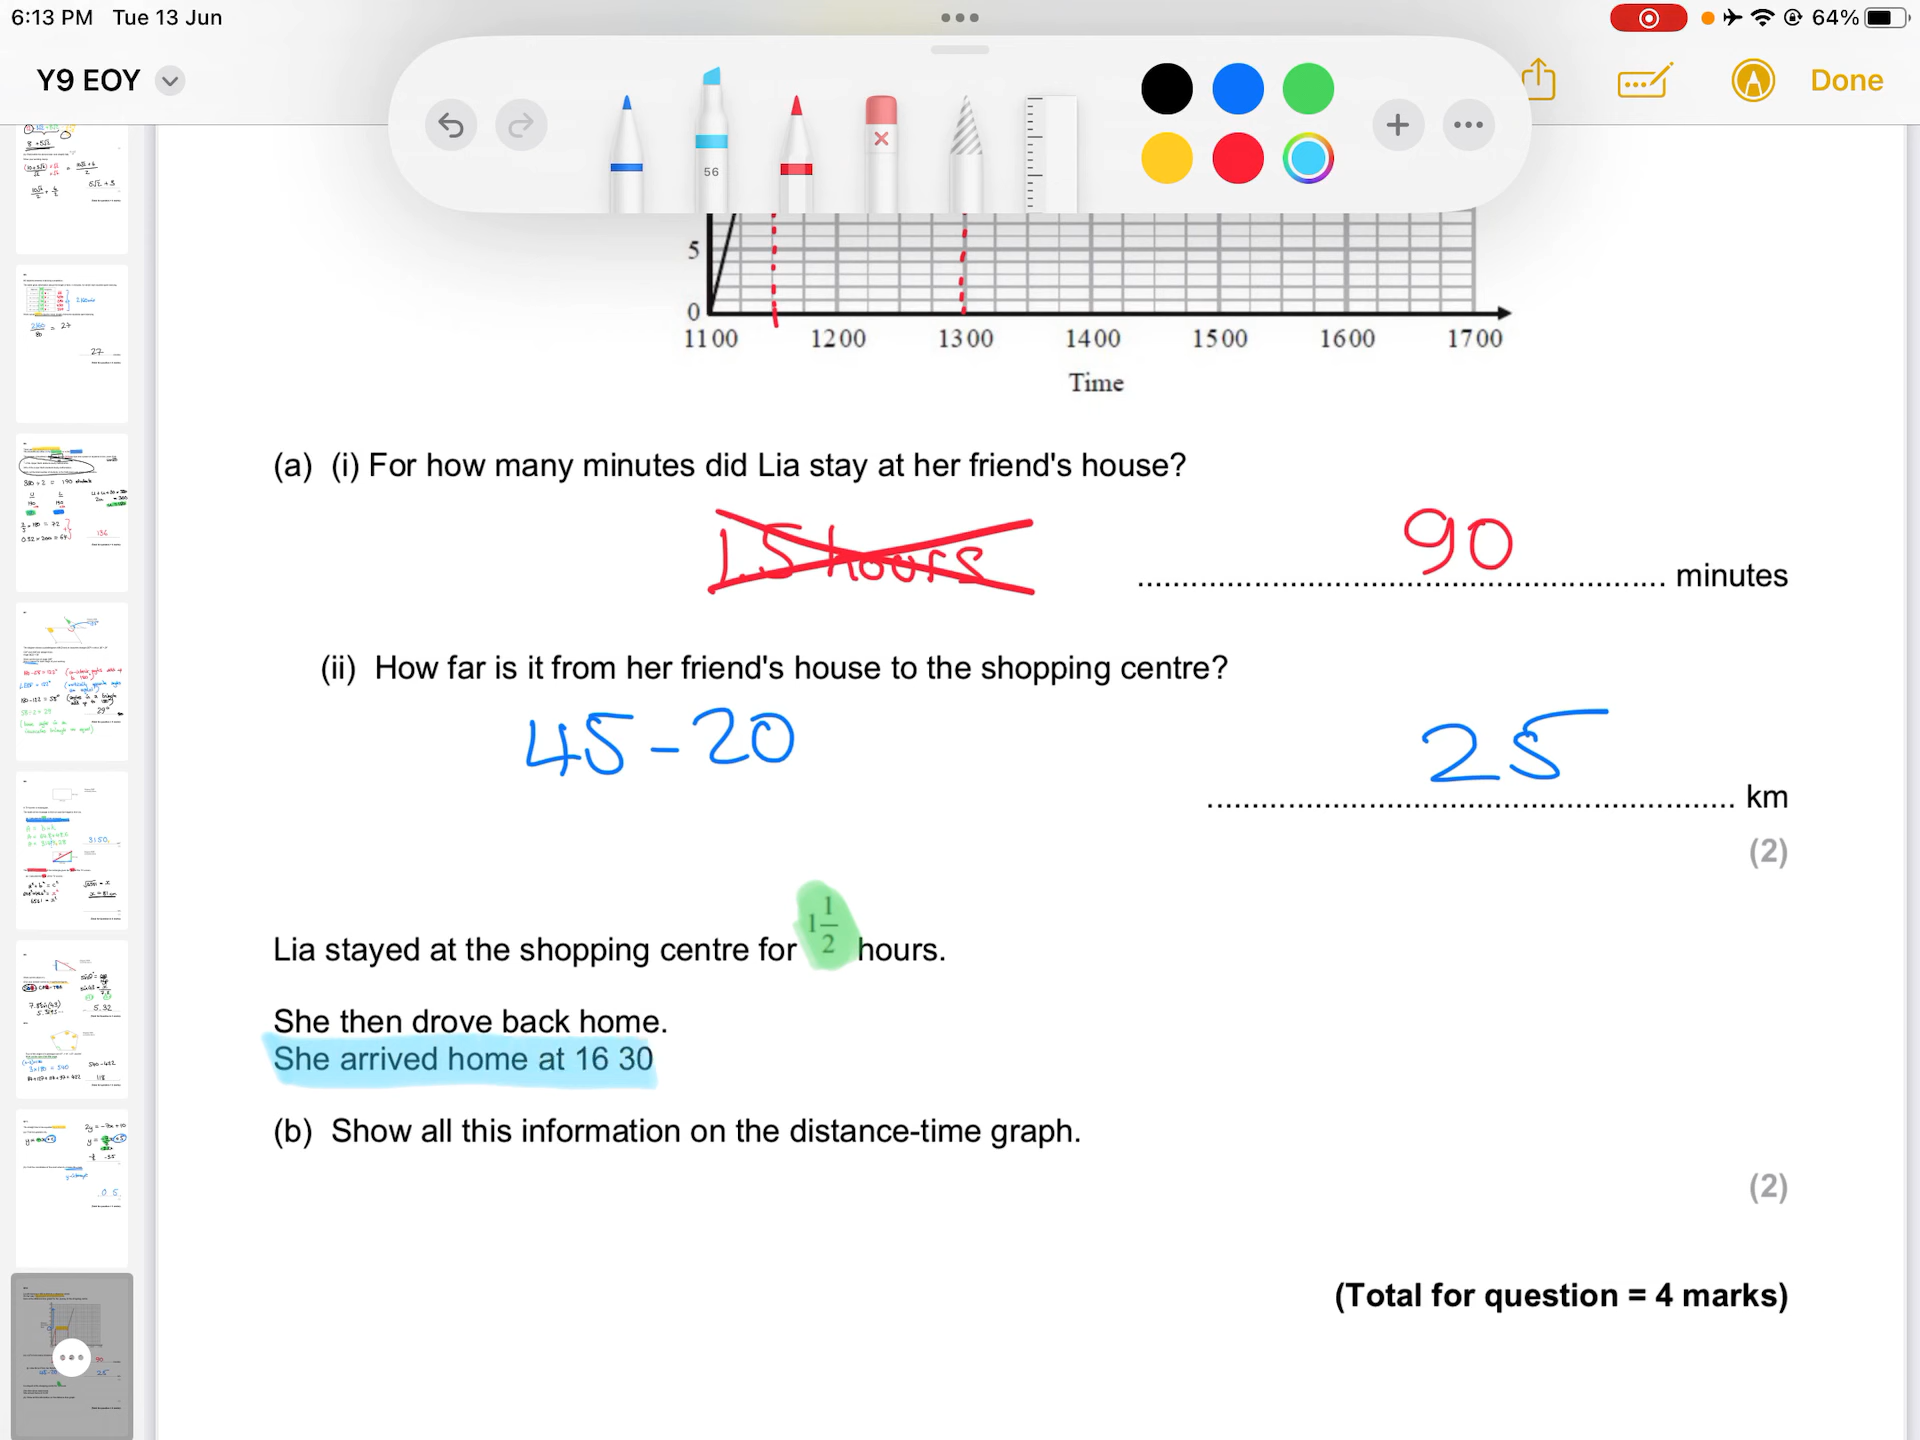 6:13 PM Tue 13 Jun
64%
Y9 EOY
Done
56
5
0
1100 1200 1300 1400 1500 1600 1700
Time
(a) (i) For how many minutes did Lia stay at her friend's house?
1.5 hours
90
minutes
(ii) How far is it from her friend's house to the shopping centre?
45-20
25
km
(2)
Lia stayed at the shopping centre for 1 1/2 hours.
She then drove back home.
She arrived home at 16 30
(b) Show all this information on the distance-time graph.
(2)
(Total for question = 4 marks)